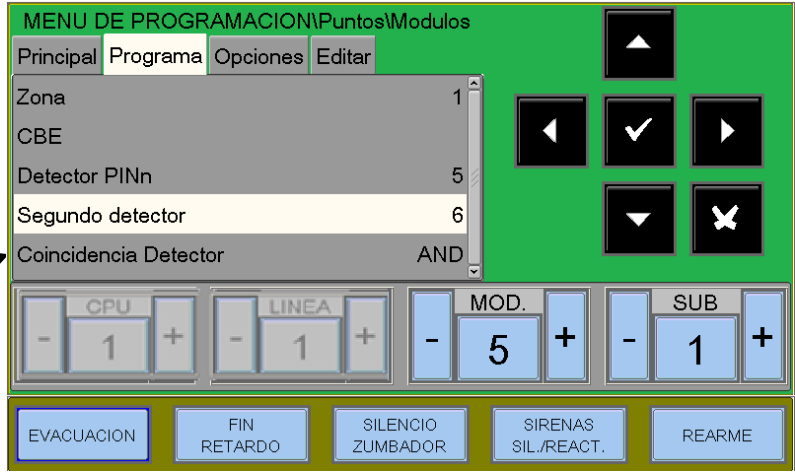 MENU DE PROGRAMACION\Puntos\Modulos
Principal Programa Opciones Editar
Zona 1
CBE
Detector PINn 5
Segundo detector 6
Coincidencia Detector AND
CPU LINEA MOD. SUB
- 1 + - 1 + - 5 + - 1 +
EVACUACION FIN SILENCIO SIRENAS REARME
RETARDO ZUMBADOR SIL./REACT.